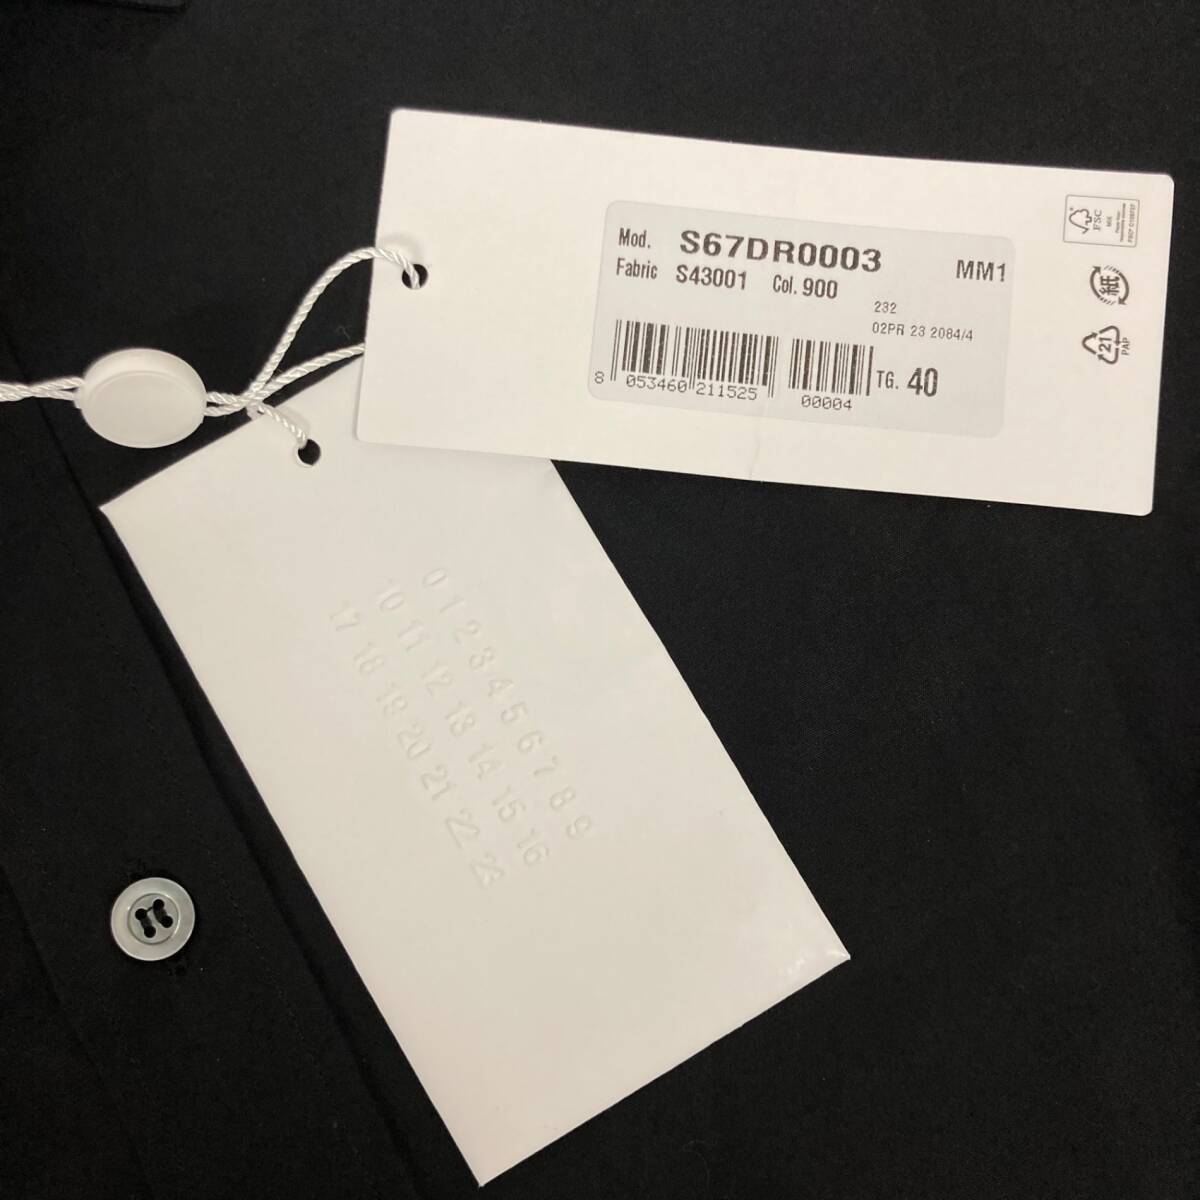 Mod. S67DR0003 MM1
Fabric S43001 Col. 900
232
02PR 23 2084/4
8 053460 211525
00004
TG. 40
FSC
MIX
紙
21
PAP
0 1 2 3 4 5 6 7 8 9
10 11 12 13 14 15 16
17 18 19 20 21 22 23